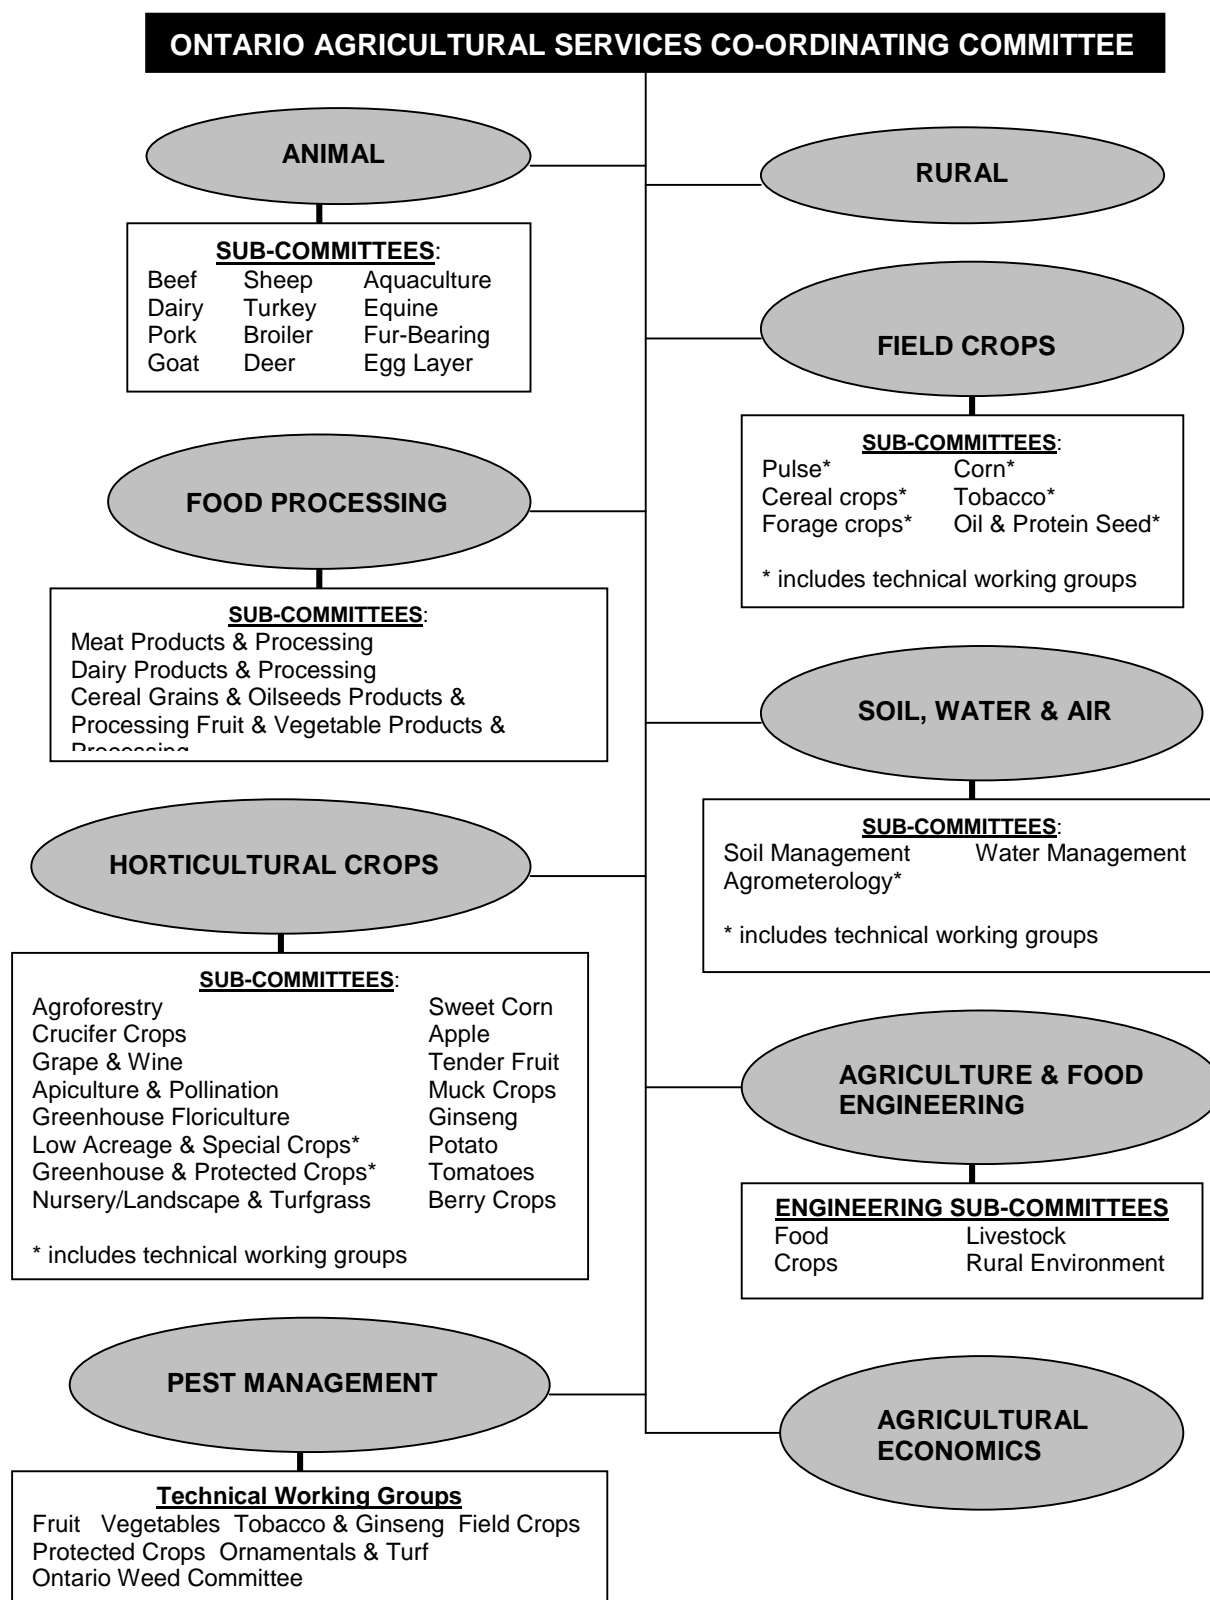 ONTARIO AGRICULTURAL SERVICES CO-ORDINATING COMMITTEE
ANIMAL
SUB-COMMITTEES:
Beef Sheep Aquaculture
Dairy Turkey Equine
Pork Broiler Fur-Bearing
Goat Deer Egg Layer
RURAL
FIELD CROPS
SUB-COMMITTEES:
Pulse* Corn*
Cereal crops* Tobacco*
Forage crops* Oil & Protein Seed*
* includes technical working groups
FOOD PROCESSING
SUB-COMMITTEES:
Meat Products & Processing
Dairy Products & Processing
Cereal Grains & Oilseeds Products &
Processing Fruit & Vegetable Products &
Processing
SOIL, WATER & AIR
SUB-COMMITTEES:
Soil Management Water Management
Agrometerology*
* includes technical working groups
HORTICULTURAL CROPS
SUB-COMMITTEES:
Agroforestry Sweet Corn
Crucifer Crops Apple
Grape & Wine Tender Fruit
Apiculture & Pollination Muck Crops
Greenhouse Floriculture Ginseng
Low Acreage & Special Crops* Potato
Greenhouse & Protected Crops* Tomatoes
Nursery/Landscape & Turfgrass Berry Crops
* includes technical working groups
AGRICULTURE & FOOD
ENGINEERING
ENGINEERING SUB-COMMITTEES
Food Livestock
Crops Rural Environment
PEST MANAGEMENT
Technical Working Groups
Fruit Vegetables Tobacco & Ginseng Field Crops
Protected Crops Ornamentals & Turf
Ontario Weed Committee
AGRICULTURAL
ECONOMICS